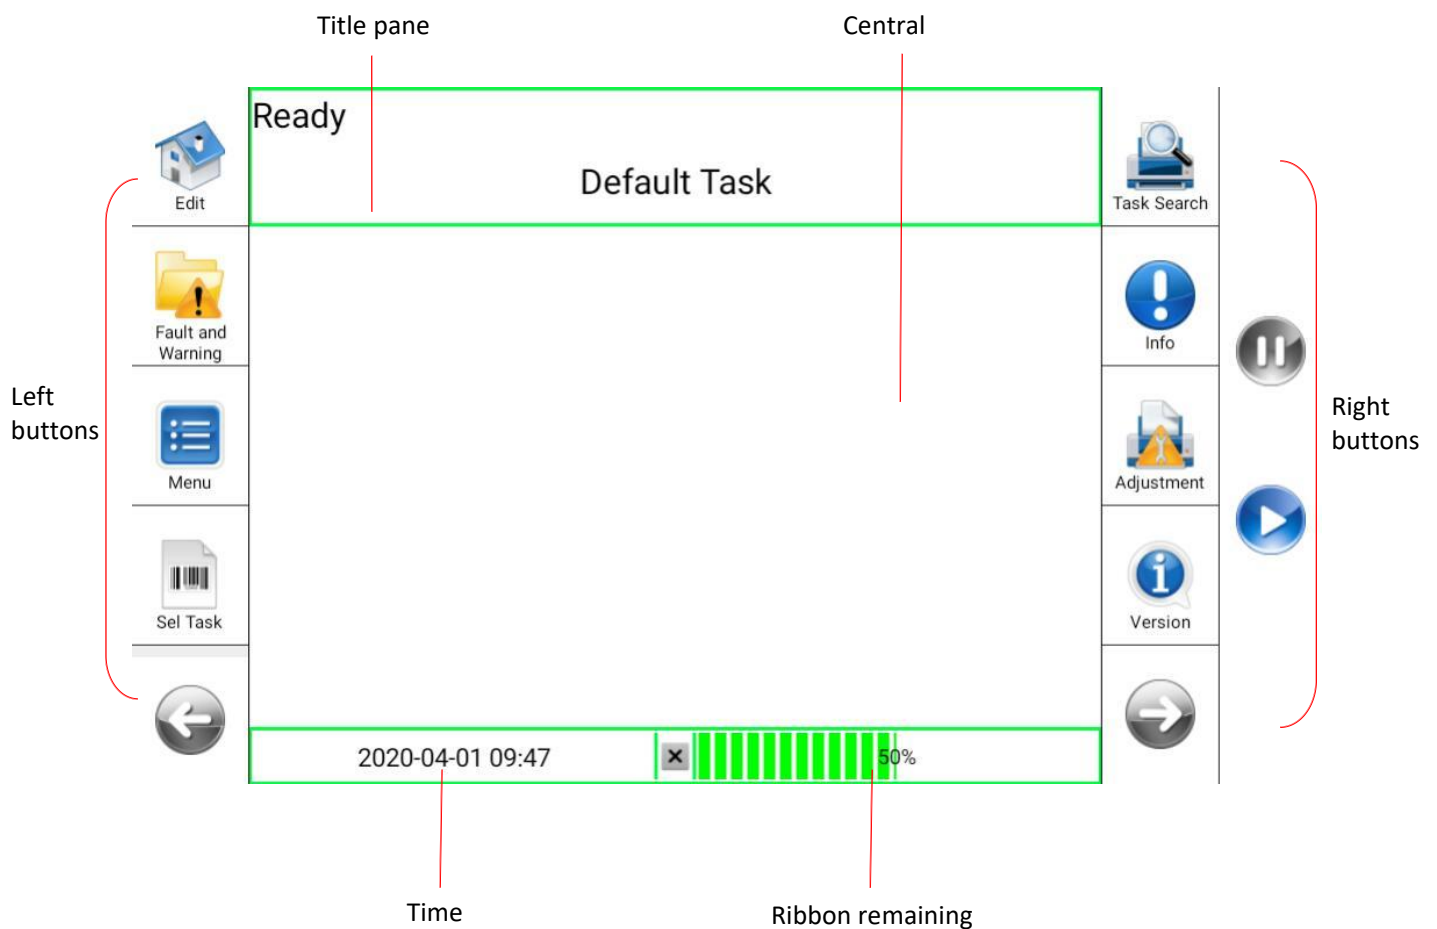 Title pane
Central
Ready
Default Task
Edit
Fault and
Warning
Menu
Sel Task
Left
buttons
Task Search
Info
Adjustment
Version
Right
buttons
2020-04-01 09:47
50%
Time
Ribbon remaining